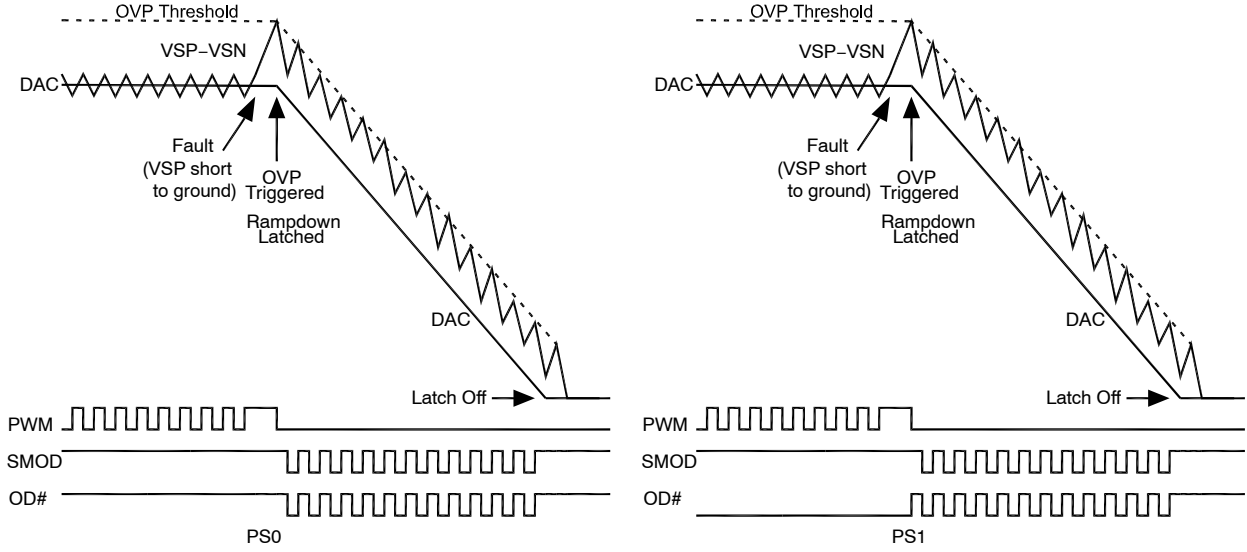 OVP Threshold
VSP–VSN
DAC
Fault
(VSP short
to ground)
OVP
Triggered
Rampdown
Latched
DAC
Latch Off
PWM
SMOD
OD#
PS0
OVP Threshold
VSP–VSN
DAC
Fault
(VSP short
to ground)
OVP
Triggered
Rampdown
Latched
DAC
Latch Off
PWM
SMOD
OD#
PS1